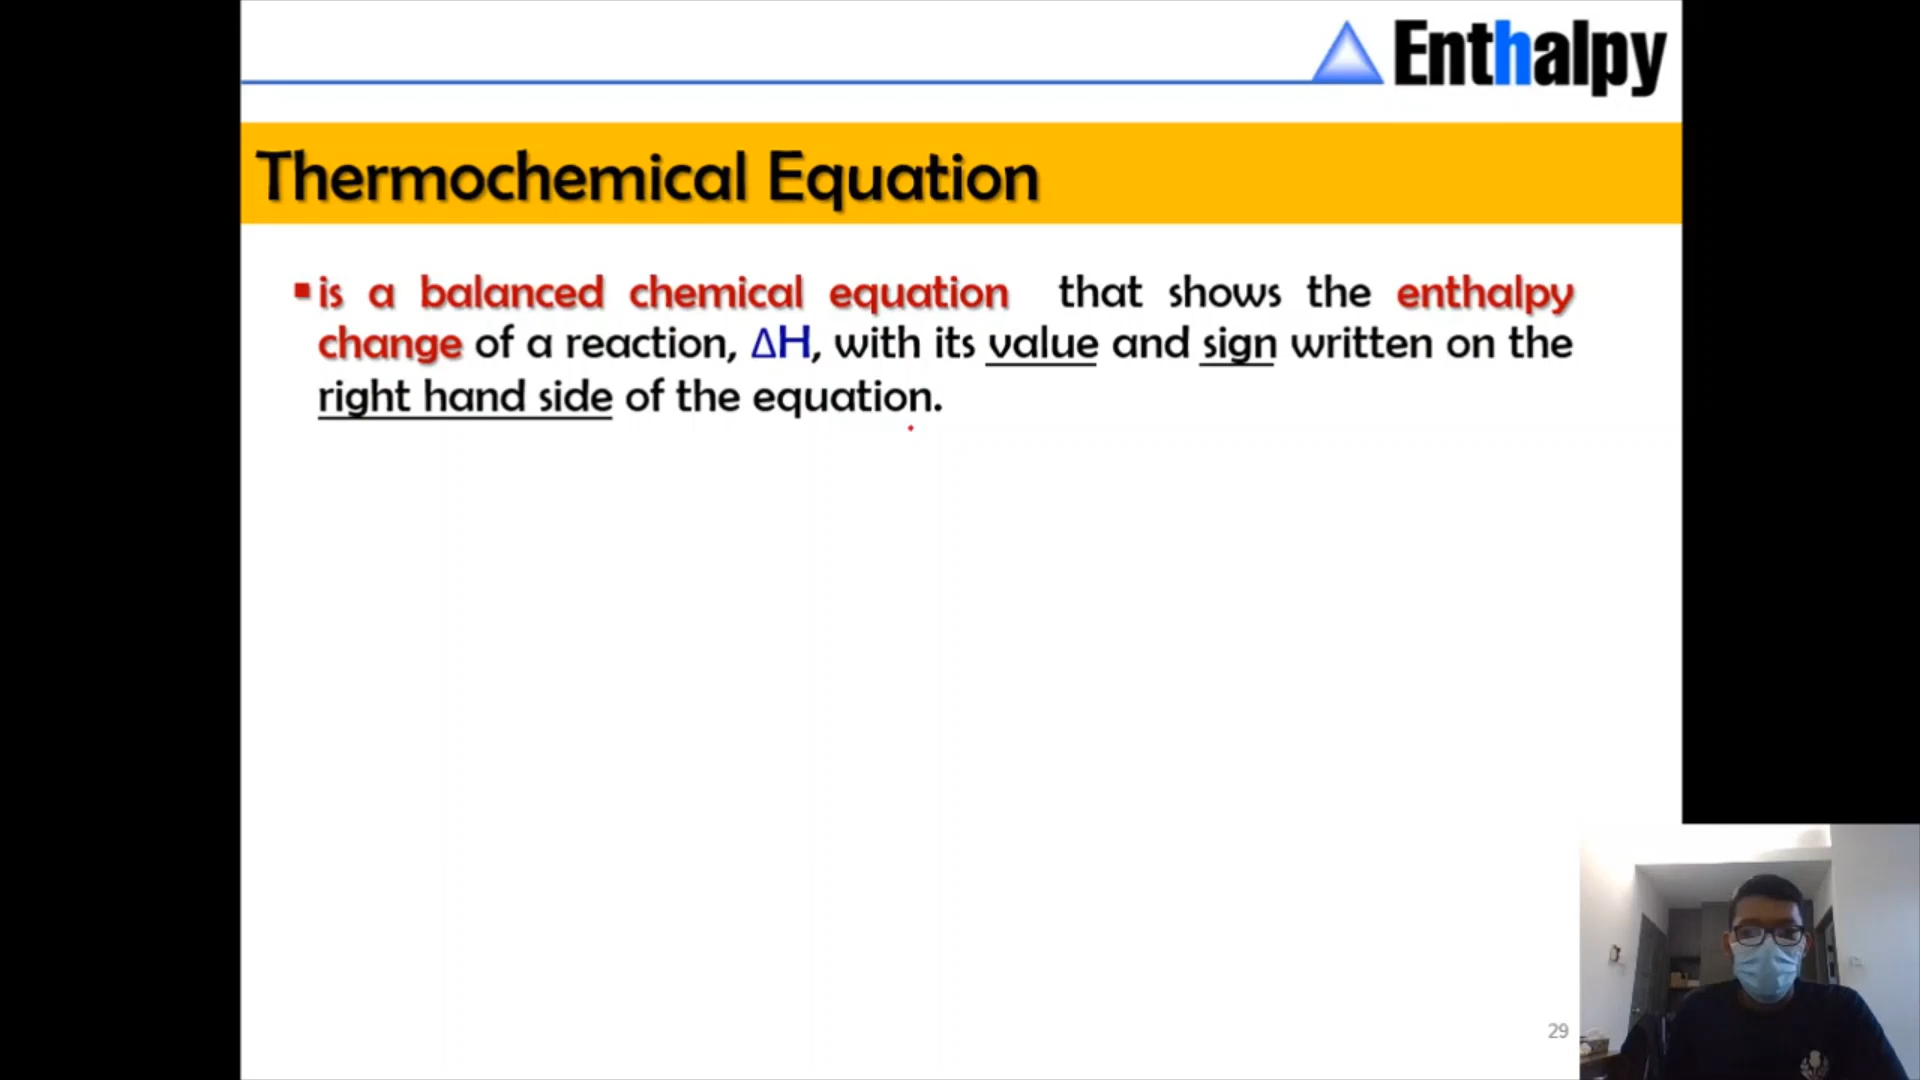 Enthalpy
Thermochemical Equation
▪is a balanced chemical equation that shows the enthalpy
change of a reaction, ΔH, with its value and sign written on the
right hand side of the equation.
29